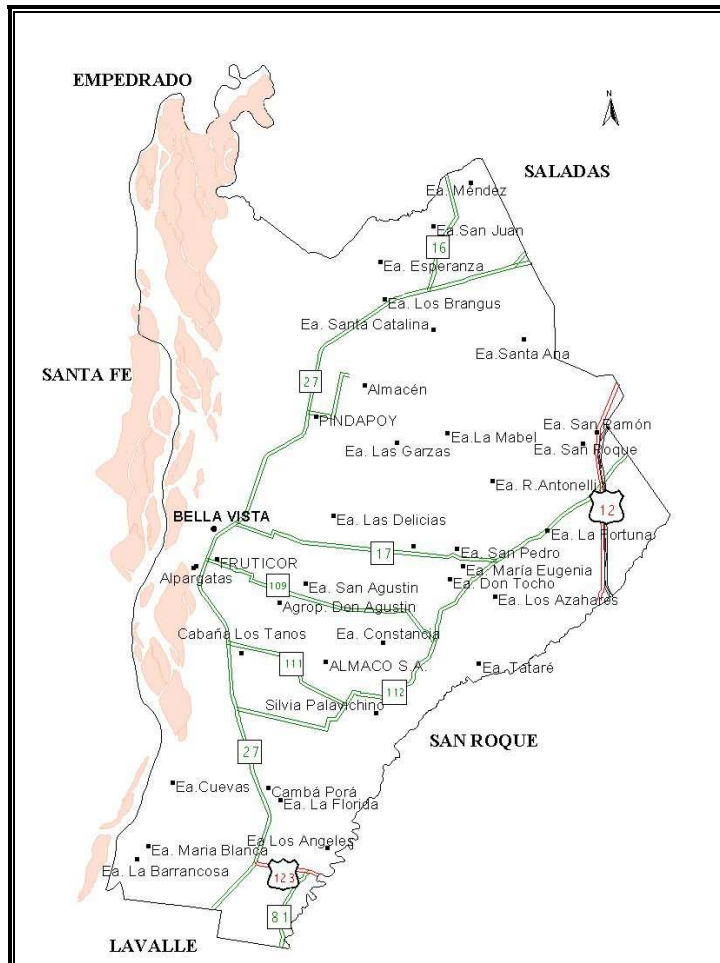 EMPEDRADO
N
SALADAS
Ea. Méndez
Ea.San Juan
16
Ea. Esperanza
Ea. Los Brangus
Ea. Santa Catalina
Ea.Santa Ana
SANTA FE
27
Almacén
PINDAPOY
Ea. San Ramón
Ea.La Mabel
Ea. Las Garzas
Ea. San Roque
Ea. R.Antonelli
12
BELLA VISTA
Ea. Las Delicias
Ea. La Fortuna
17
Ea. San Pedro
FRUTICOR
Alpargatas
Ea. María Eugenia
109
Ea. San Agustin
Ea. Don Tocho
Agrop. Don Agustin
Ea. Los Azahares
Cabaña Los Tanos
Ea. Constancia
111
ALMACO S.A.
Ea. Tataré
112
Silvia Palavichino
SAN ROQUE
27
Ea.Cuevas
Cambá Porá
Ea. La Florida
Ea Los Angeles
Ea. Maria Blanca
Ea. La Barrancosa
123
81
LAVALLE